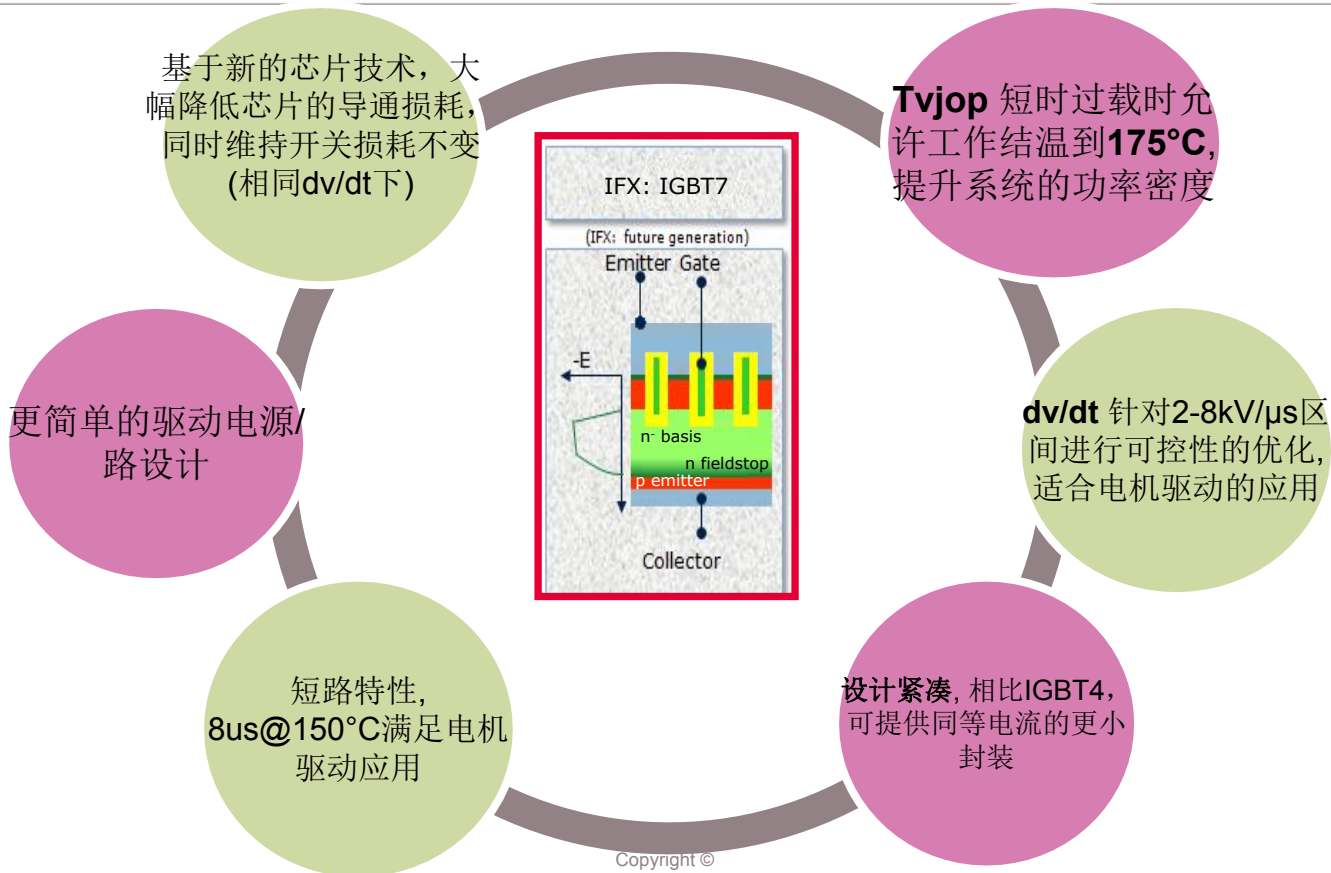 基于新的芯片技术，大
幅降低芯片的导通损耗，
同时维持开关损耗不变
(相同dv/dt下)
Tvjop 短时过载时允
许工作结温到175°C,
提升系统的功率密度
IFX: IGBT7
(IFX: future generation)
Emitter Gate
-E
n- basis
n fieldstop
p emitter
Collector
更简单的驱动电源/
路设计
dv/dt 针对2-8kV/µs区
间进行可控性的优化,
适合电机驱动的应用
短路特性,
8us@150°C满足电机
驱动应用
设计紧凑, 相比IGBT4，
可提供同等电流的更小
封装
Copyright ©